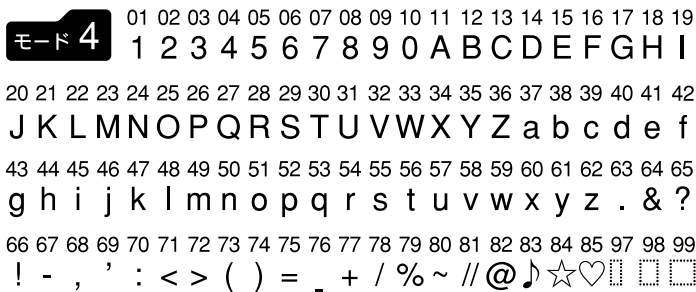 モード 4
01 02 03 04 05 06 07 08 09 10 11 12 13 14 15 16 17 18 19
1 2 3 4 5 6 7 8 9 0 A B C D E F G H I
20 21 22 23 24 25 26 27 28 29 30 31 32 33 34 35 36 37 38 39 40 41 42
J K L M N O P Q R S T U V W X Y Z a b c d e f
43 44 45 46 47 48 49 50 51 52 53 54 55 56 57 58 59 60 61 62 63 64 65
g h i j k l m n o p q r s t u v w x y z . & ?
66 67 68 69 70 71 72 73 74 75 76 77 78 79 80 81 82 83 84 85 97 98 99
! - , ’ : < > ( ) = _ + / % ~ // @ ♪ ☆ ♡